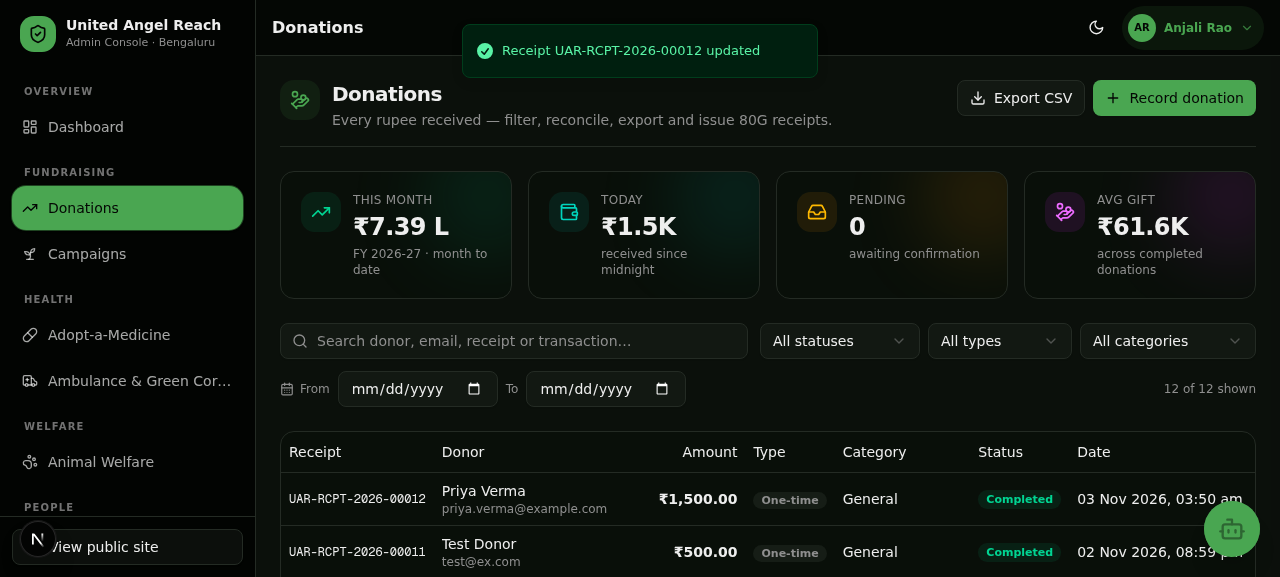 United Angel Reach
Admin Console · Bengaluru
OVERVIEW
Dashboard
FUNDRAISING
Donations
Campaigns
HEALTH
Adopt-a-Medicine
Ambulance & Green Cor...
WELFARE
Animal Welfare
PEOPLE
View public site
N
Donations
AR
Anjali Rao
Receipt UAR-RCPT-2026-00012 updated
Donations
Every rupee received — filter, reconcile, export and issue 80G receipts.
Export CSV
Record donation
THIS MONTH
₹7.39 L
FY 2026-27 · month to
date
TODAY
₹1.5K
received since
midnight
PENDING
0
awaiting confirmation
AVG GIFT
₹61.6K
across completed
donations
Search donor, email, receipt or transaction...
All statuses
All types
All categories
From mm/dd/yyyy To mm/dd/yyyy
12 of 12 shown
Receipt Donor Amount Type Category Status Date
UAR-RCPT-2026-00012 Priya Verma ₹1,500.00 One-time General Completed 03 Nov 2026, 03:50 am
priya.verma@example.com
UAR-RCPT-2026-00011 Test Donor ₹500.00 One-time General Completed 02 Nov 2026, 08:59
test@ex.com